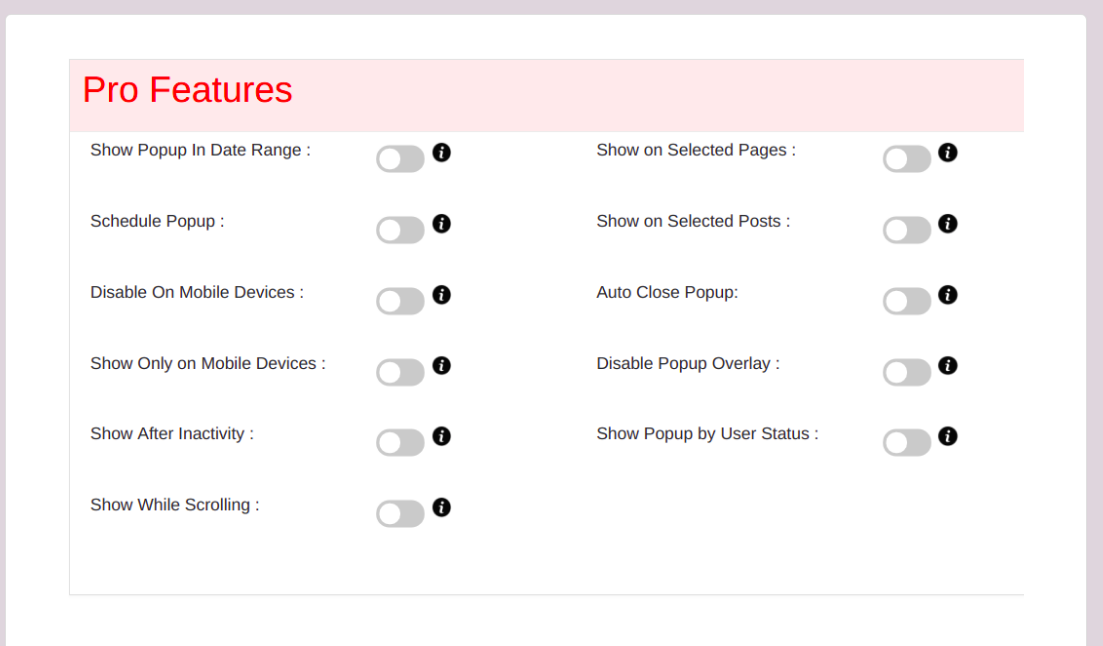 Pro Features
Show Popup In Date Range :
Show on Selected Pages :
Schedule Popup :
Show on Selected Posts :
Disable On Mobile Devices :
Auto Close Popup:
Show Only on Mobile Devices :
Disable Popup Overlay :
Show After Inactivity :
Show Popup by User Status :
Show While Scrolling :